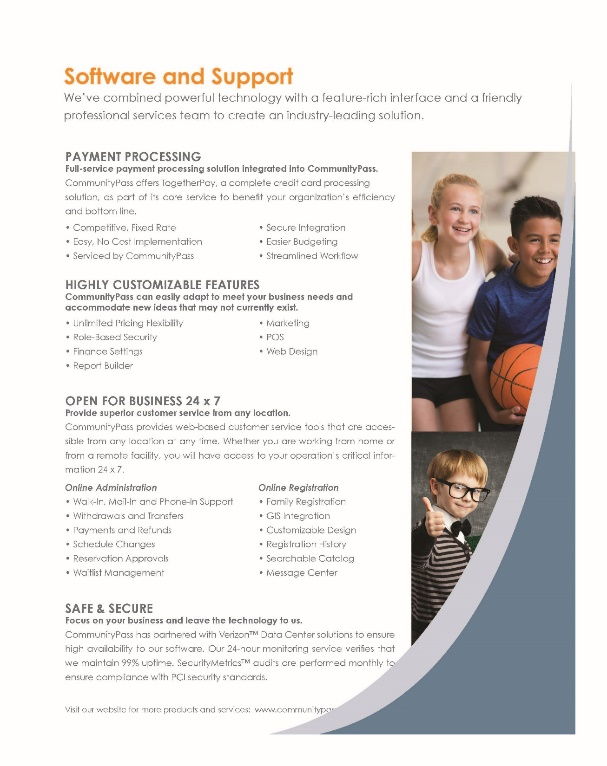 Software and Support
We've combined powerful technology with a feature-rich interface and a friendly
professional services team to create an industry-leading solution.
PAYMENT PROCESSING
Full-service payment processing solution integrated into CommunityPass.
CommunityPass offers TogetherPay, a complete credit card processing
solution, as part of its core service to benefit your organization's efficiency
and bottom line.
• Competitive, Fixed Rate
• Easy, No Cost Implementation
• Serviced by CommunityPass
• Secure Integration
• Easier Budgeting
• Streamlined Workflow
HIGHLY CUSTOMIZABLE FEATURES
CommunityPass can easily adapt to meet your business needs and
accommodate new ideas that may not currently exist.
• Unlimited Pricing Flexibility
• Role-Based Security
• Finance Settings
• Report Builder
• Marketing
• POS
• Web Design
OPEN FOR BUSINESS 24 x 7
Provide superior customer service from any location.
CommunityPass provides web-based customer service tools that are acces-
sible from any location at any time. Whether you are working from home or
from a remote facility, you will have access to your operation's critical infor-
mation 24 x 7.
Online Administration
• Walk-In, Mail-In and Phone-In Support
• Withdrawals and Transfers
• Payments and Refunds
• Schedule Changes
• Reservation Approvals
• Waitlist Management
Online Registration
• Family Registration
• GIS Integration
• Customizable Design
• Registration History
• Searchable Catalog
• Message Center
SAFE & SECURE
Focus on your business and leave the technology to us.
CommunityPass has partnered with Verizon™ Data Center solutions to ensure
high availability to our software. Our 24-hour monitoring service verifies that
we maintain 99% uptime. SecurityMetrics™ audits are performed monthly to
ensure compliance with PCI security standards.
Visit our website for more products and services: www.communitypas